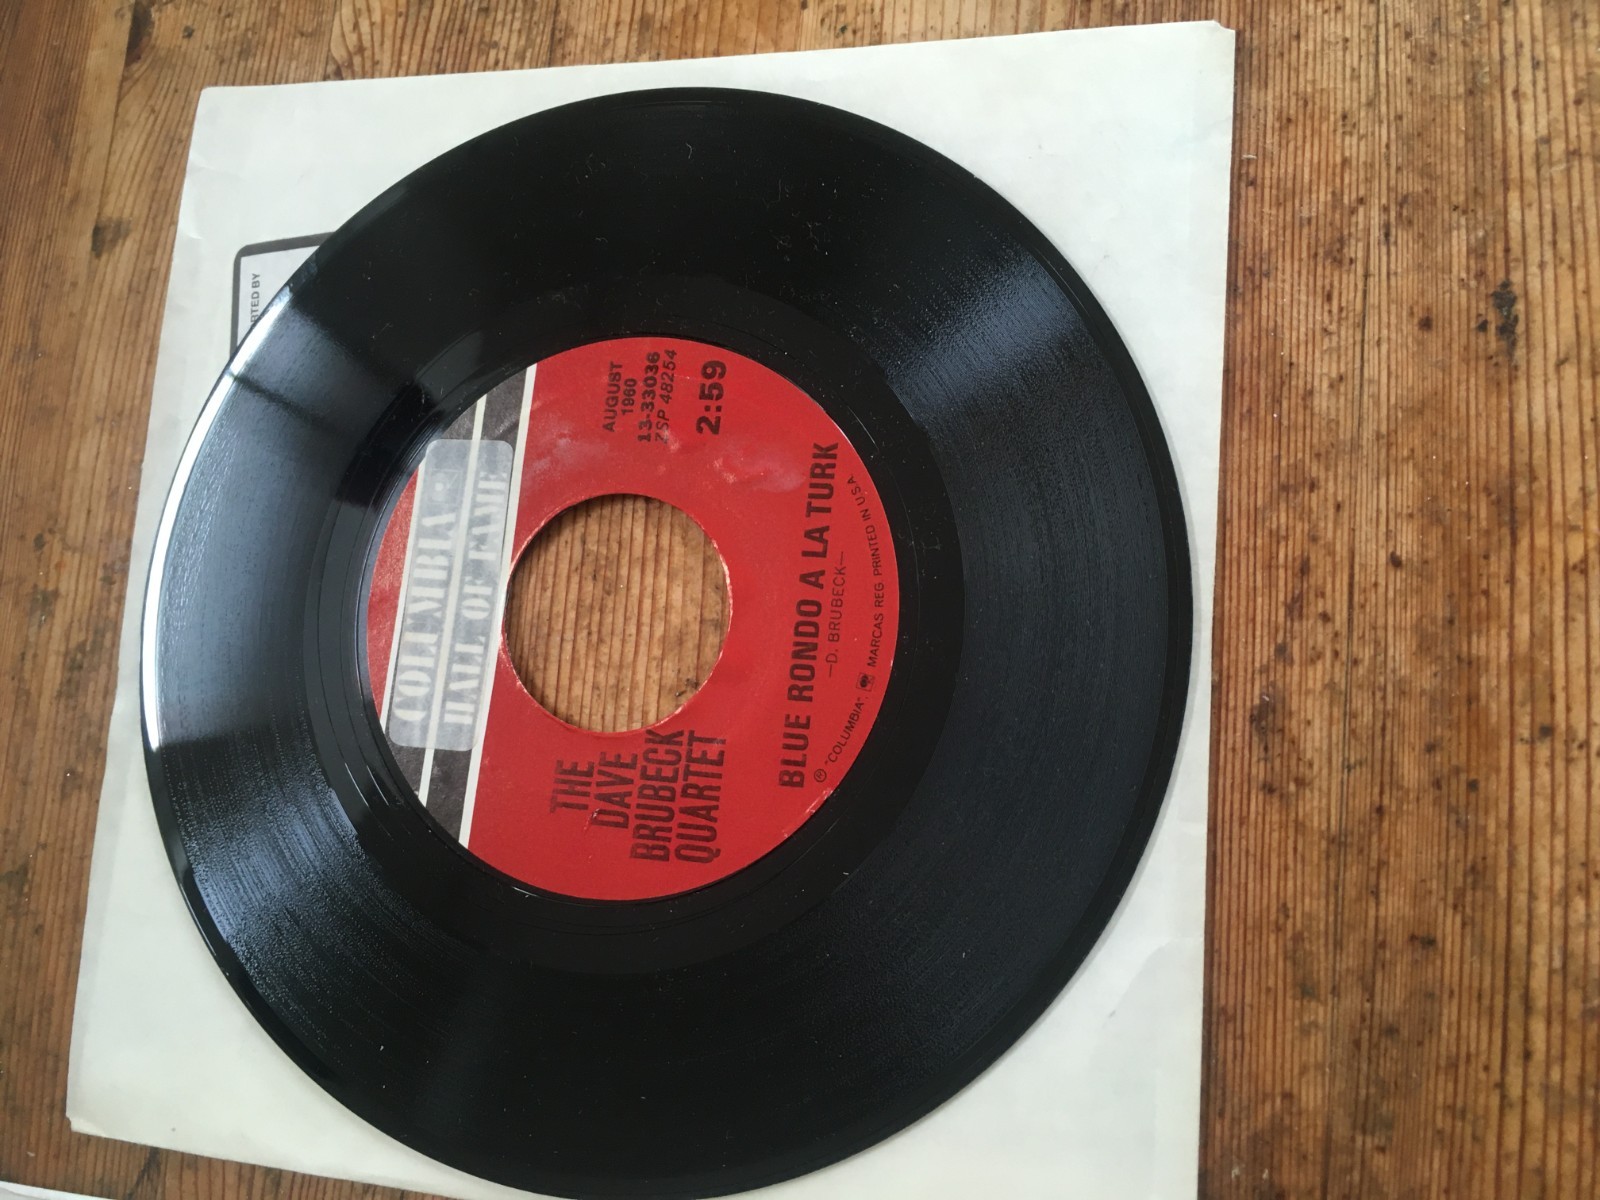 COLUMBIA
HALL OF FAME
AUGUST
1960
13-33036
ZSP 48254
2:59
THE
DAVE
BRUBECK
QUARTET
BLUE RONDO A LA TURK
—D. BRUBECK—
® "COLUMBIA" MARCAS REG. PRINTED IN U.S.A.
BY